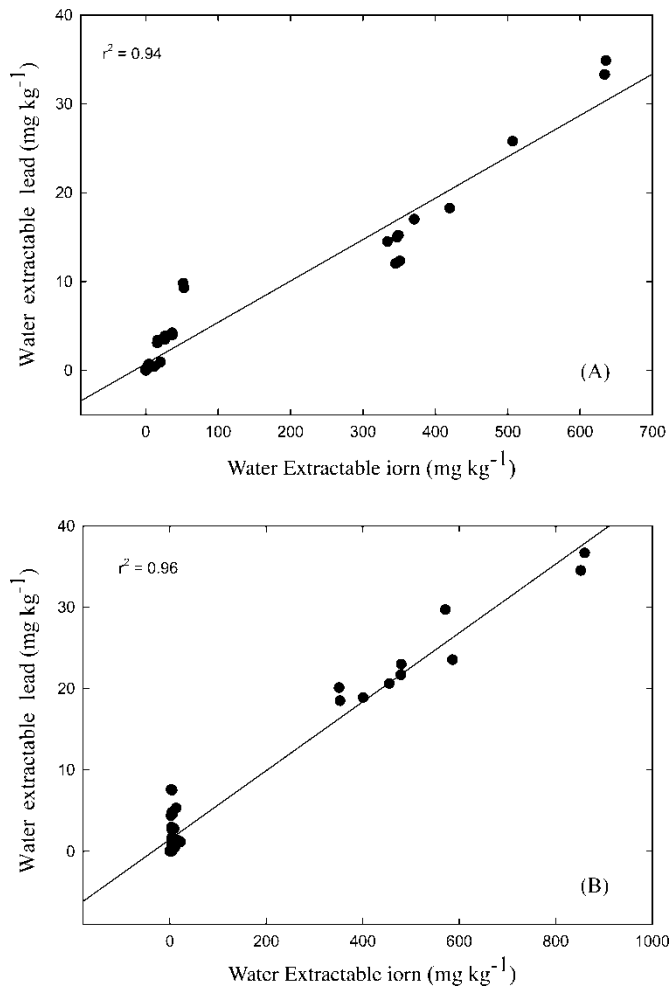 40
r² = 0.94
30
20
10
0
Water extractable lead (mg kg⁻¹)
(A)
0 100 200 300 400 500 600 700
Water Extractable iorn (mg kg⁻¹)
40
r² = 0.96
30
20
10
0
Water extractable lead (mg kg⁻¹)
(B)
0 200 400 600 800 1000
Water Extractable iorn (mg kg⁻¹)